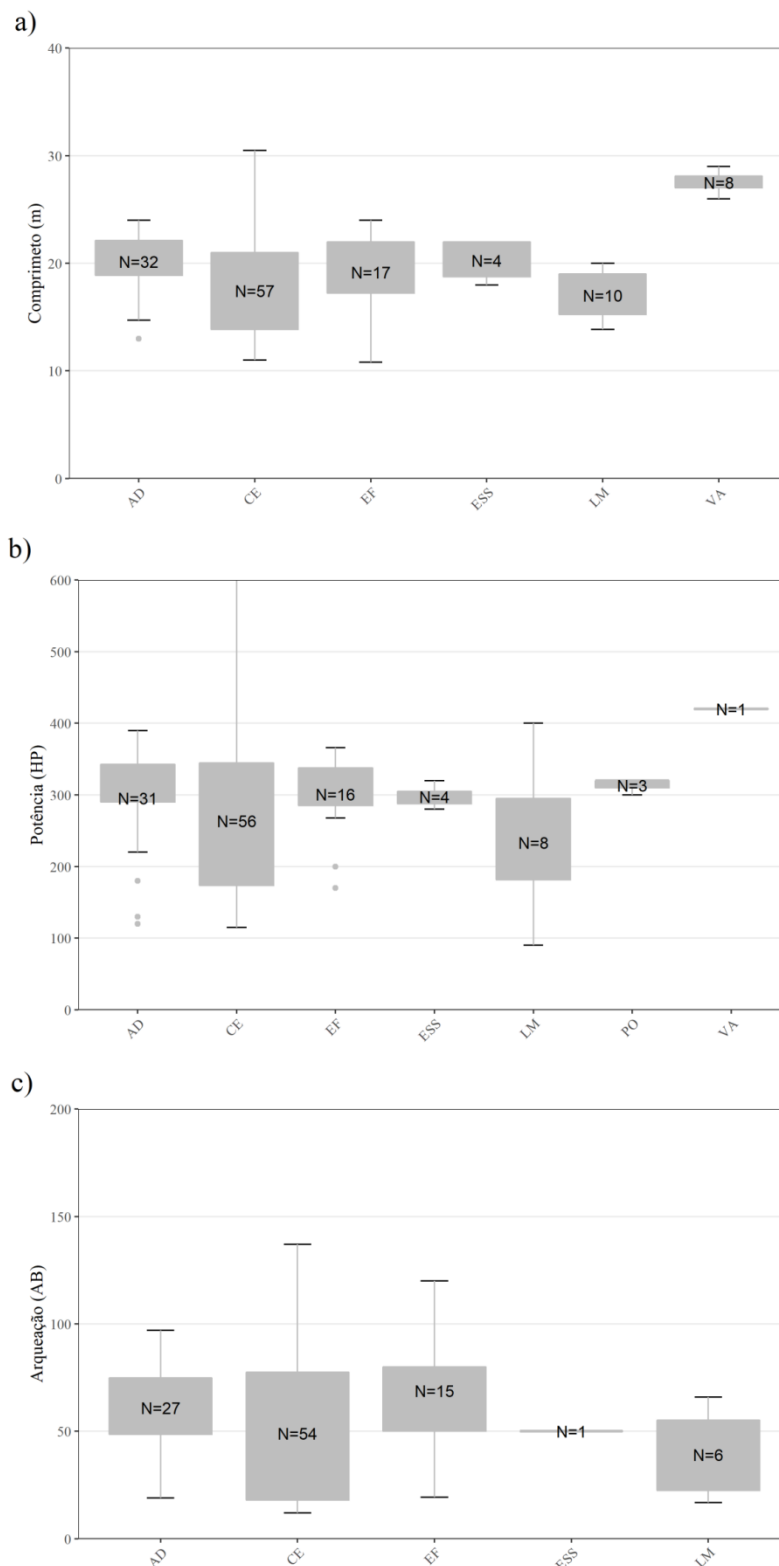 a)
40
30
20
10
0
Comprimeto (m)
N=32
N=57
N=17
N=4
N=10
N=8
AD
CE
EF
ESS
LM
VA
b)
600
500
400
300
200
100
0
Potência (HP)
N=31
N=56
N=16
N=4
N=8
N=3
N=1
AD
CE
EF
ESS
LM
PO
VA
c)
200
150
100
50
0
Arqueação (AB)
N=27
N=54
N=15
N=1
N=6
AD
CE
EF
ESS
LM